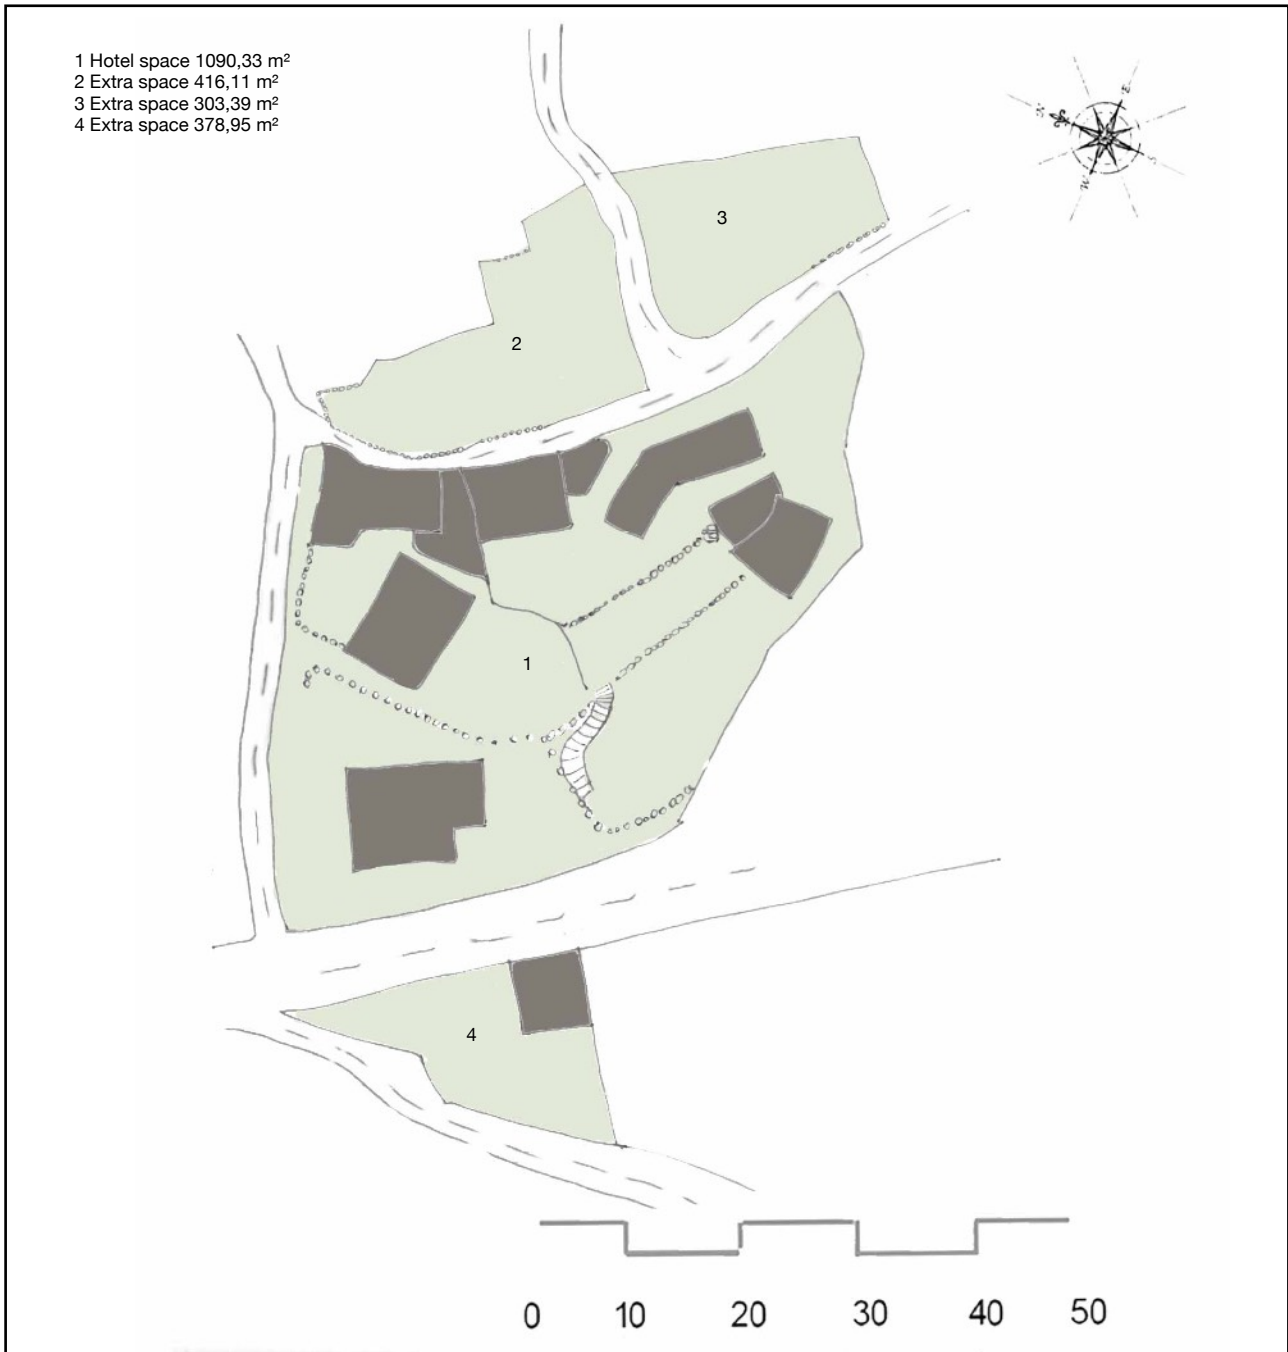 1 Hotel space 1090,33 m²
2 Extra space 416,11 m²
3 Extra space 303,39 m²
4 Extra space 378,95 m²
N
E
S
W
3
2
1
4
0 10 20 30 40 50